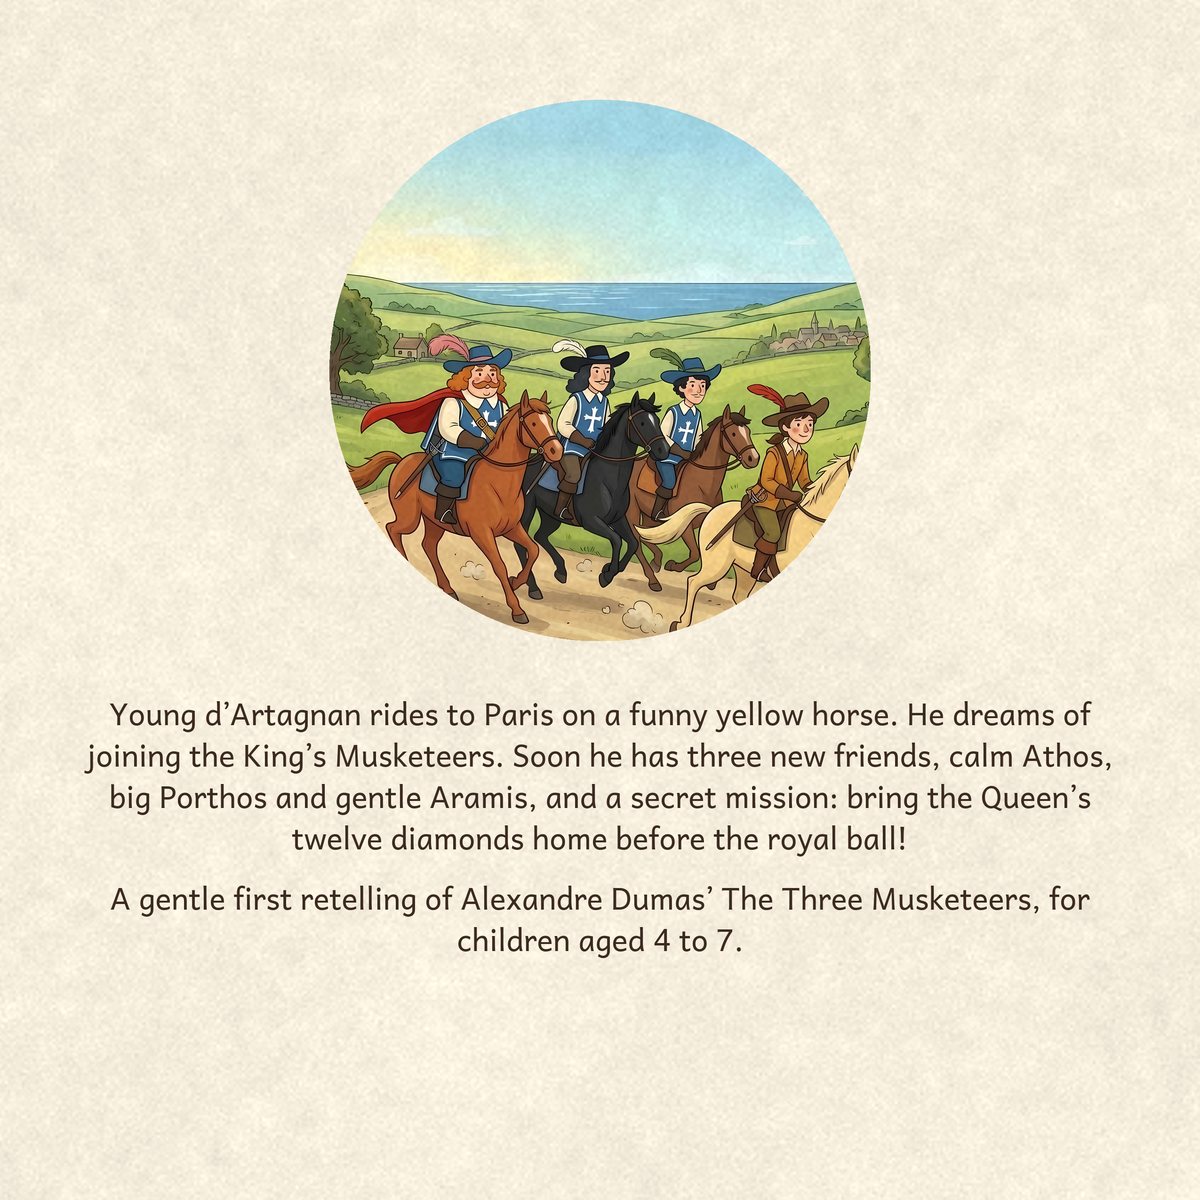 Young d’Artagnan rides to Paris on a funny yellow horse. He dreams of
joining the King’s Musketeers. Soon he has three new friends, calm Athos,
big Porthos and gentle Aramis, and a secret mission: bring the Queen’s
twelve diamonds home before the royal ball!
A gentle first retelling of Alexandre Dumas’ The Three Musketeers, for
children aged 4 to 7.